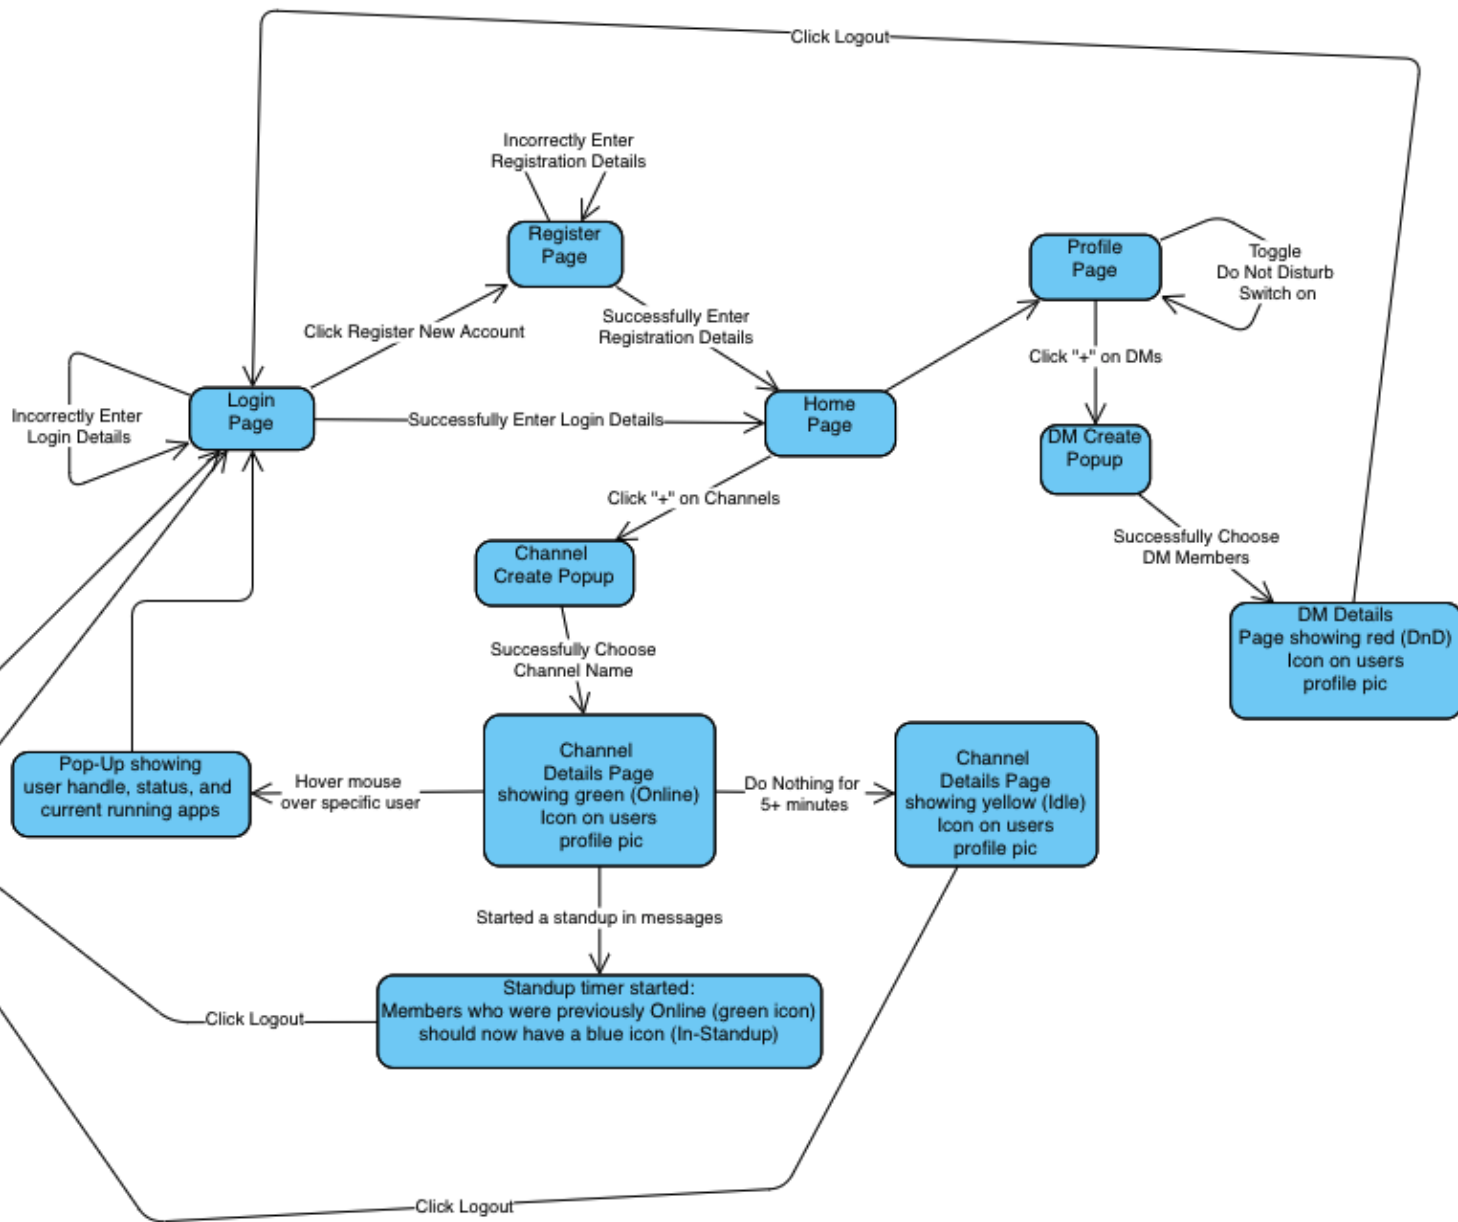 Click Logout
Incorrectly Enter
Registration Details
Register
Page
Profile
Page
Toggle
Do Not Disturb
Switch on
Click Register New Account
Successfully Enter
Registration Details
Click "+" on DMs
Incorrectly Enter
Login Details
Login
Page
Successfully Enter Login Details
Home
Page
DM Create
Popup
Click "+" on Channels
Successfully Choose
DM Members
Channel
Create Popup
DM Details
Page showing red (DnD)
Icon on users
profile pic
Successfully Choose
Channel Name
Pop-Up showing
user handle, status, and
current running apps
Hover mouse
over specific user
Channel
Details Page
showing green (Online)
Icon on users
profile pic
Do Nothing for
5+ minutes
Channel
Details Page
showing yellow (Idle)
Icon on users
profile pic
Started a standup in messages
Standup timer started:
Members who were previously Online (green icon)
should now have a blue icon (In-Standup)
Click Logout
Click Logout